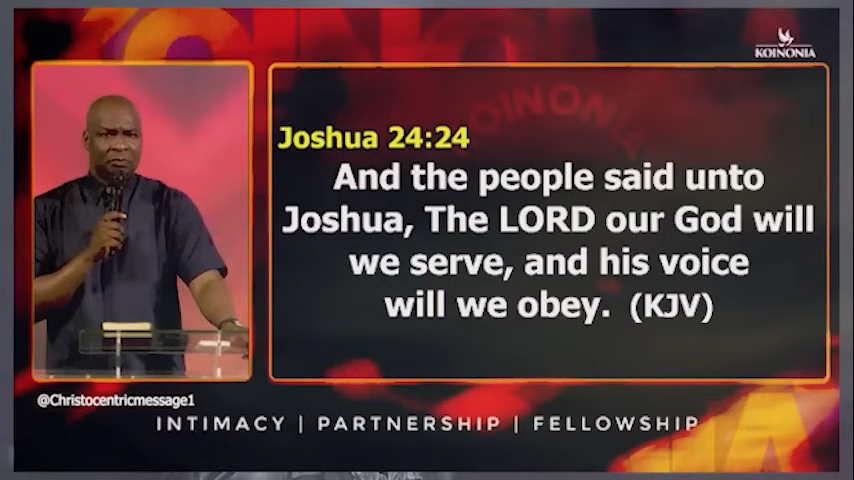 KOINONIA
KOINONIA
Joshua 24:24
And the people said unto
Joshua, The LORD our God will
we serve, and his voice
will we obey. (KJV)
@Christocentricmessage1
INTIMACY | PARTNERSHIP | FELLOWSHIP